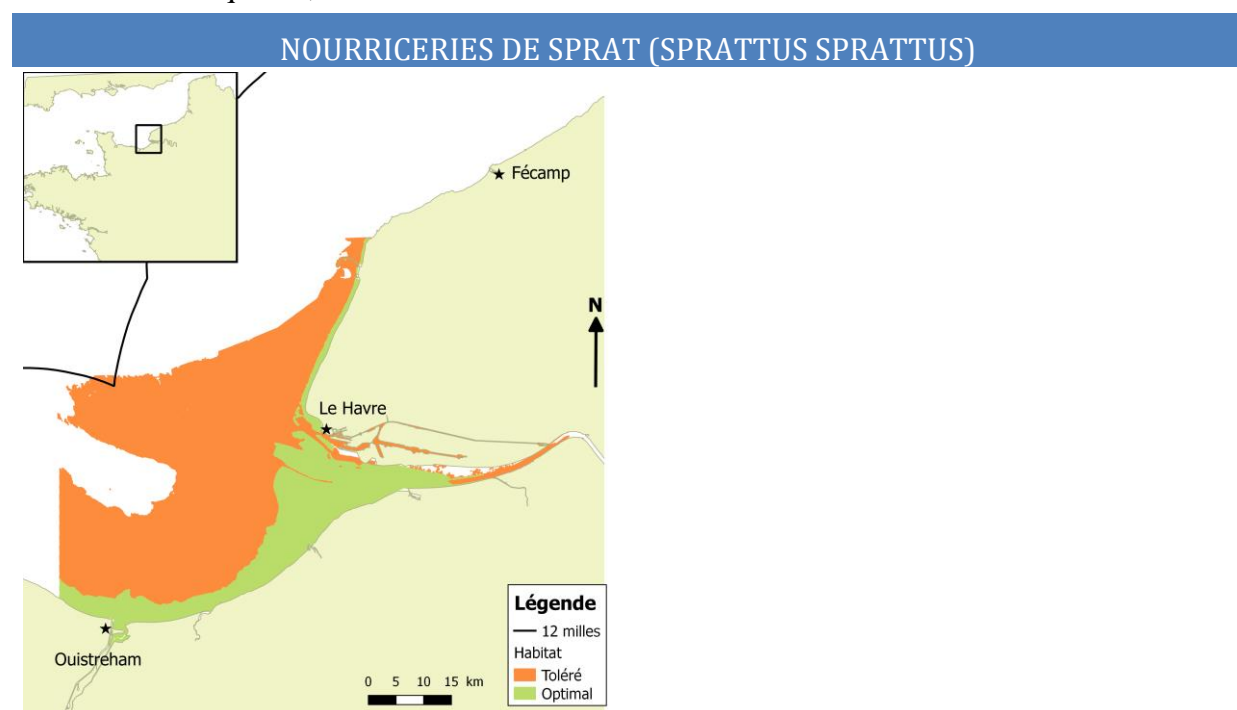 NOURRICERIES DE SPRAT (SPRATTUS SPRATTUS)
Fécamp
N
Le Havre
Ouistreham
Légende
12 milles
Habitat
Toléré
Optimal
0 5 10 15 km